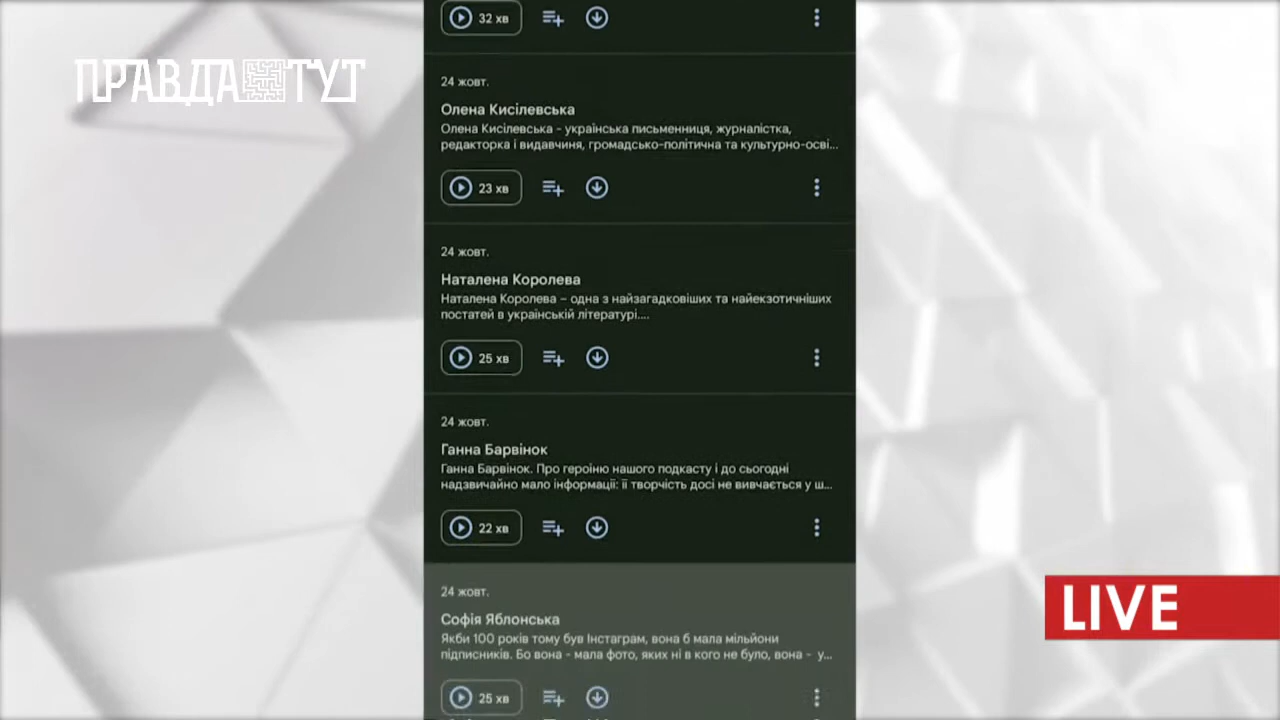 ПРАВДА ТУТ
32 хв
24 жовт.
Олена Кисілевська
Олена Кисілевська - українська письменниця, журналістка,
редакторка і видавчиня, громадсько-політична та культурно-осві...
23 хв
24 жовт.
Наталена Королева
Наталена Королева – одна з найзагадковіших та найекзотичніших
постатей в українській літературі....
25 хв
24 жовт.
Ганна Барвінок
Ганна Барвінок. Про героїню нашого подкасту і до сьогодні
надзвичайно мало інформації: її творчість досі не вивчається у ш...
22 хв
24 жовт.
Софія Яблонська
Якби 100 років тому був Інстаграм, вона б мала мільйони
підписників. Бо вона - мала фото, яких ні в кого не було, вона - у...
25 хв
LIVE